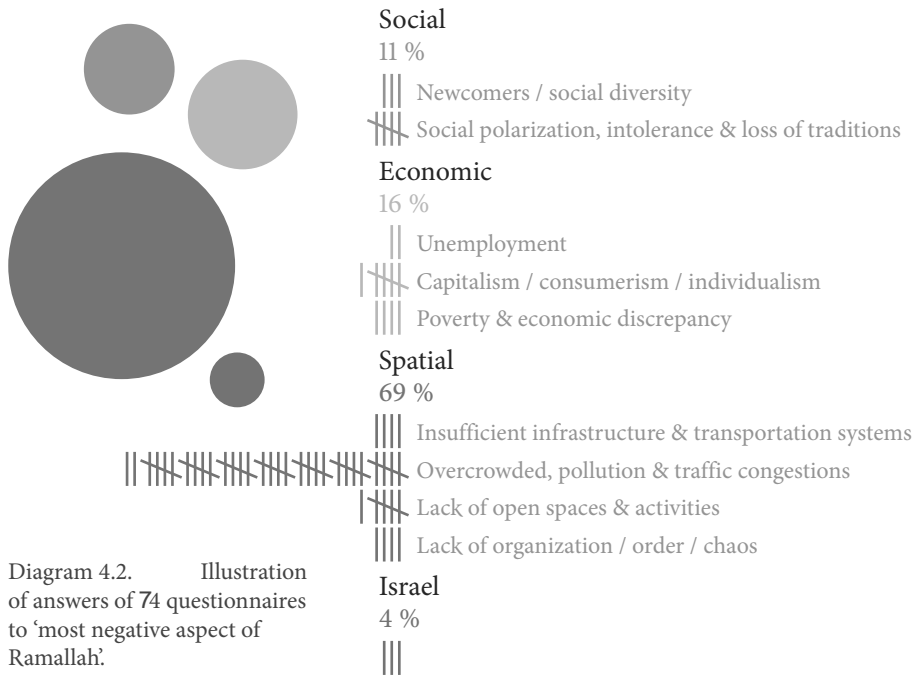 Social
11 %
Newcomers / social diversity
Social polarization, intolerance & loss of traditions
Economic
16 %
Unemployment
Capitalism / consumerism / individualism
Poverty & economic discrepancy
Spatial
69 %
Insufficient infrastructure & transportation systems
Overcrowded, pollution & traffic congestions
Lack of open spaces & activities
Lack of organization / order / chaos
Israel
4 %
Diagram 4.2. Illustration
of answers of 74 questionnaires
to ‘most negative aspect of
Ramallah’.